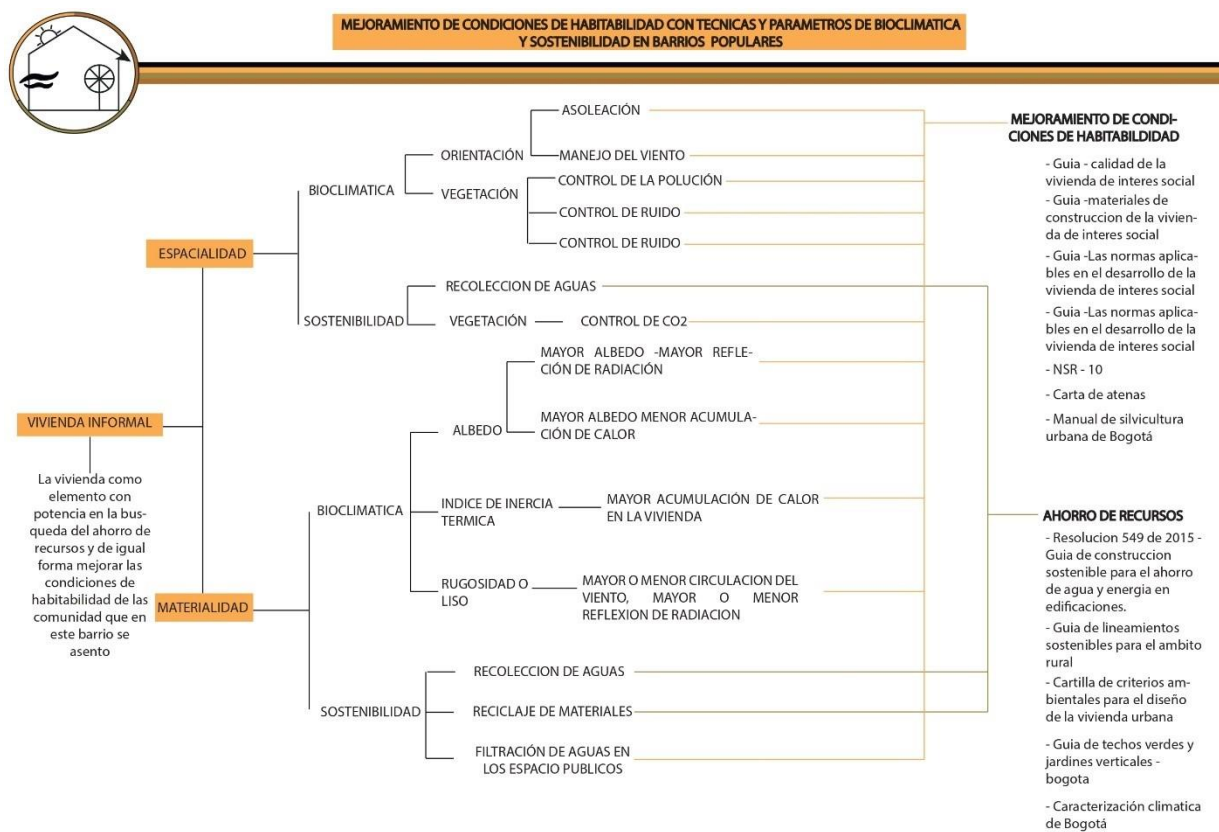 MEJORAMIENTO DE CONDICIONES DE HABITABILIDAD CON TECNICAS Y PARAMETROS DE BIOCLIMATICA
Y SOSTENIBILIDAD EN BARRIOS POPULARES
VIVIENDA INFORMAL
La vivienda como
elemento con
potencia en la bus-
queda del ahorro de
recursos y de igual
forma mejorar las
condiciones de
habitabilidad de las
comunidad que en
este barrio se
asento
ESPACIALIDAD
BIOCLIMATICA
ORIENTACIÓN
ASOLEACIÓN
MANEJO DEL VIENTO
VEGETACIÓN
CONTROL DE LA POLUCIÓN
CONTROL DE RUIDO
CONTROL DE RUIDO
SOSTENIBILIDAD
RECOLECCION DE AGUAS
VEGETACIÓN
CONTROL DE CO2
MATERIALIDAD
BIOCLIMATICA
ALBEDO
MAYOR ALBEDO -MAYOR REFLE-
CIÓN DE RADIACIÓN
MAYOR ALBEDO MENOR ACUMULA-
CIÓN DE CALOR
INDICE DE INERCIA
TERMICA
MAYOR ACUMULACIÓN DE CALOR
EN LA VIVIENDA
RUGOSIDAD O
LISO
MAYOR O MENOR CIRCULACION DEL
VIENTO, MAYOR O MENOR
REFLEXION DE RADIACION
SOSTENIBILIDAD
RECOLECCION DE AGUAS
RECICLAJE DE MATERIALES
FILTRACIÓN DE AGUAS EN
LOS ESPACIO PUBLICOS
MEJORAMIENTO DE CONDI-
CIONES DE HABITABILDIDAD
- Guia - calidad de la
vivienda de interes social
- Guia -materiales de
construccion de la vivien-
da de interes social
- Guia -Las normas aplica-
bles en el desarrollo de la
vivienda de interes social
- Guia -Las normas aplica-
bles en el desarrollo de la
vivienda de interes social
- NSR - 10
- Carta de atenas
- Manual de silvicultura
urbana de Bogotá
AHORRO DE RECURSOS
- Resolucion 549 de 2015 -
Guia de construccion
sostenible para el ahorro
de agua y energia en
edificaciones.
- Guia de lineamientos
sostenibles para el ambito
rural
- Cartilla de criterios am-
bientales para el diseño
de la vivienda urbana
- Guia de techos verdes y
jardines verticales -
bogota
- Caracterización climatica
de Bogotá